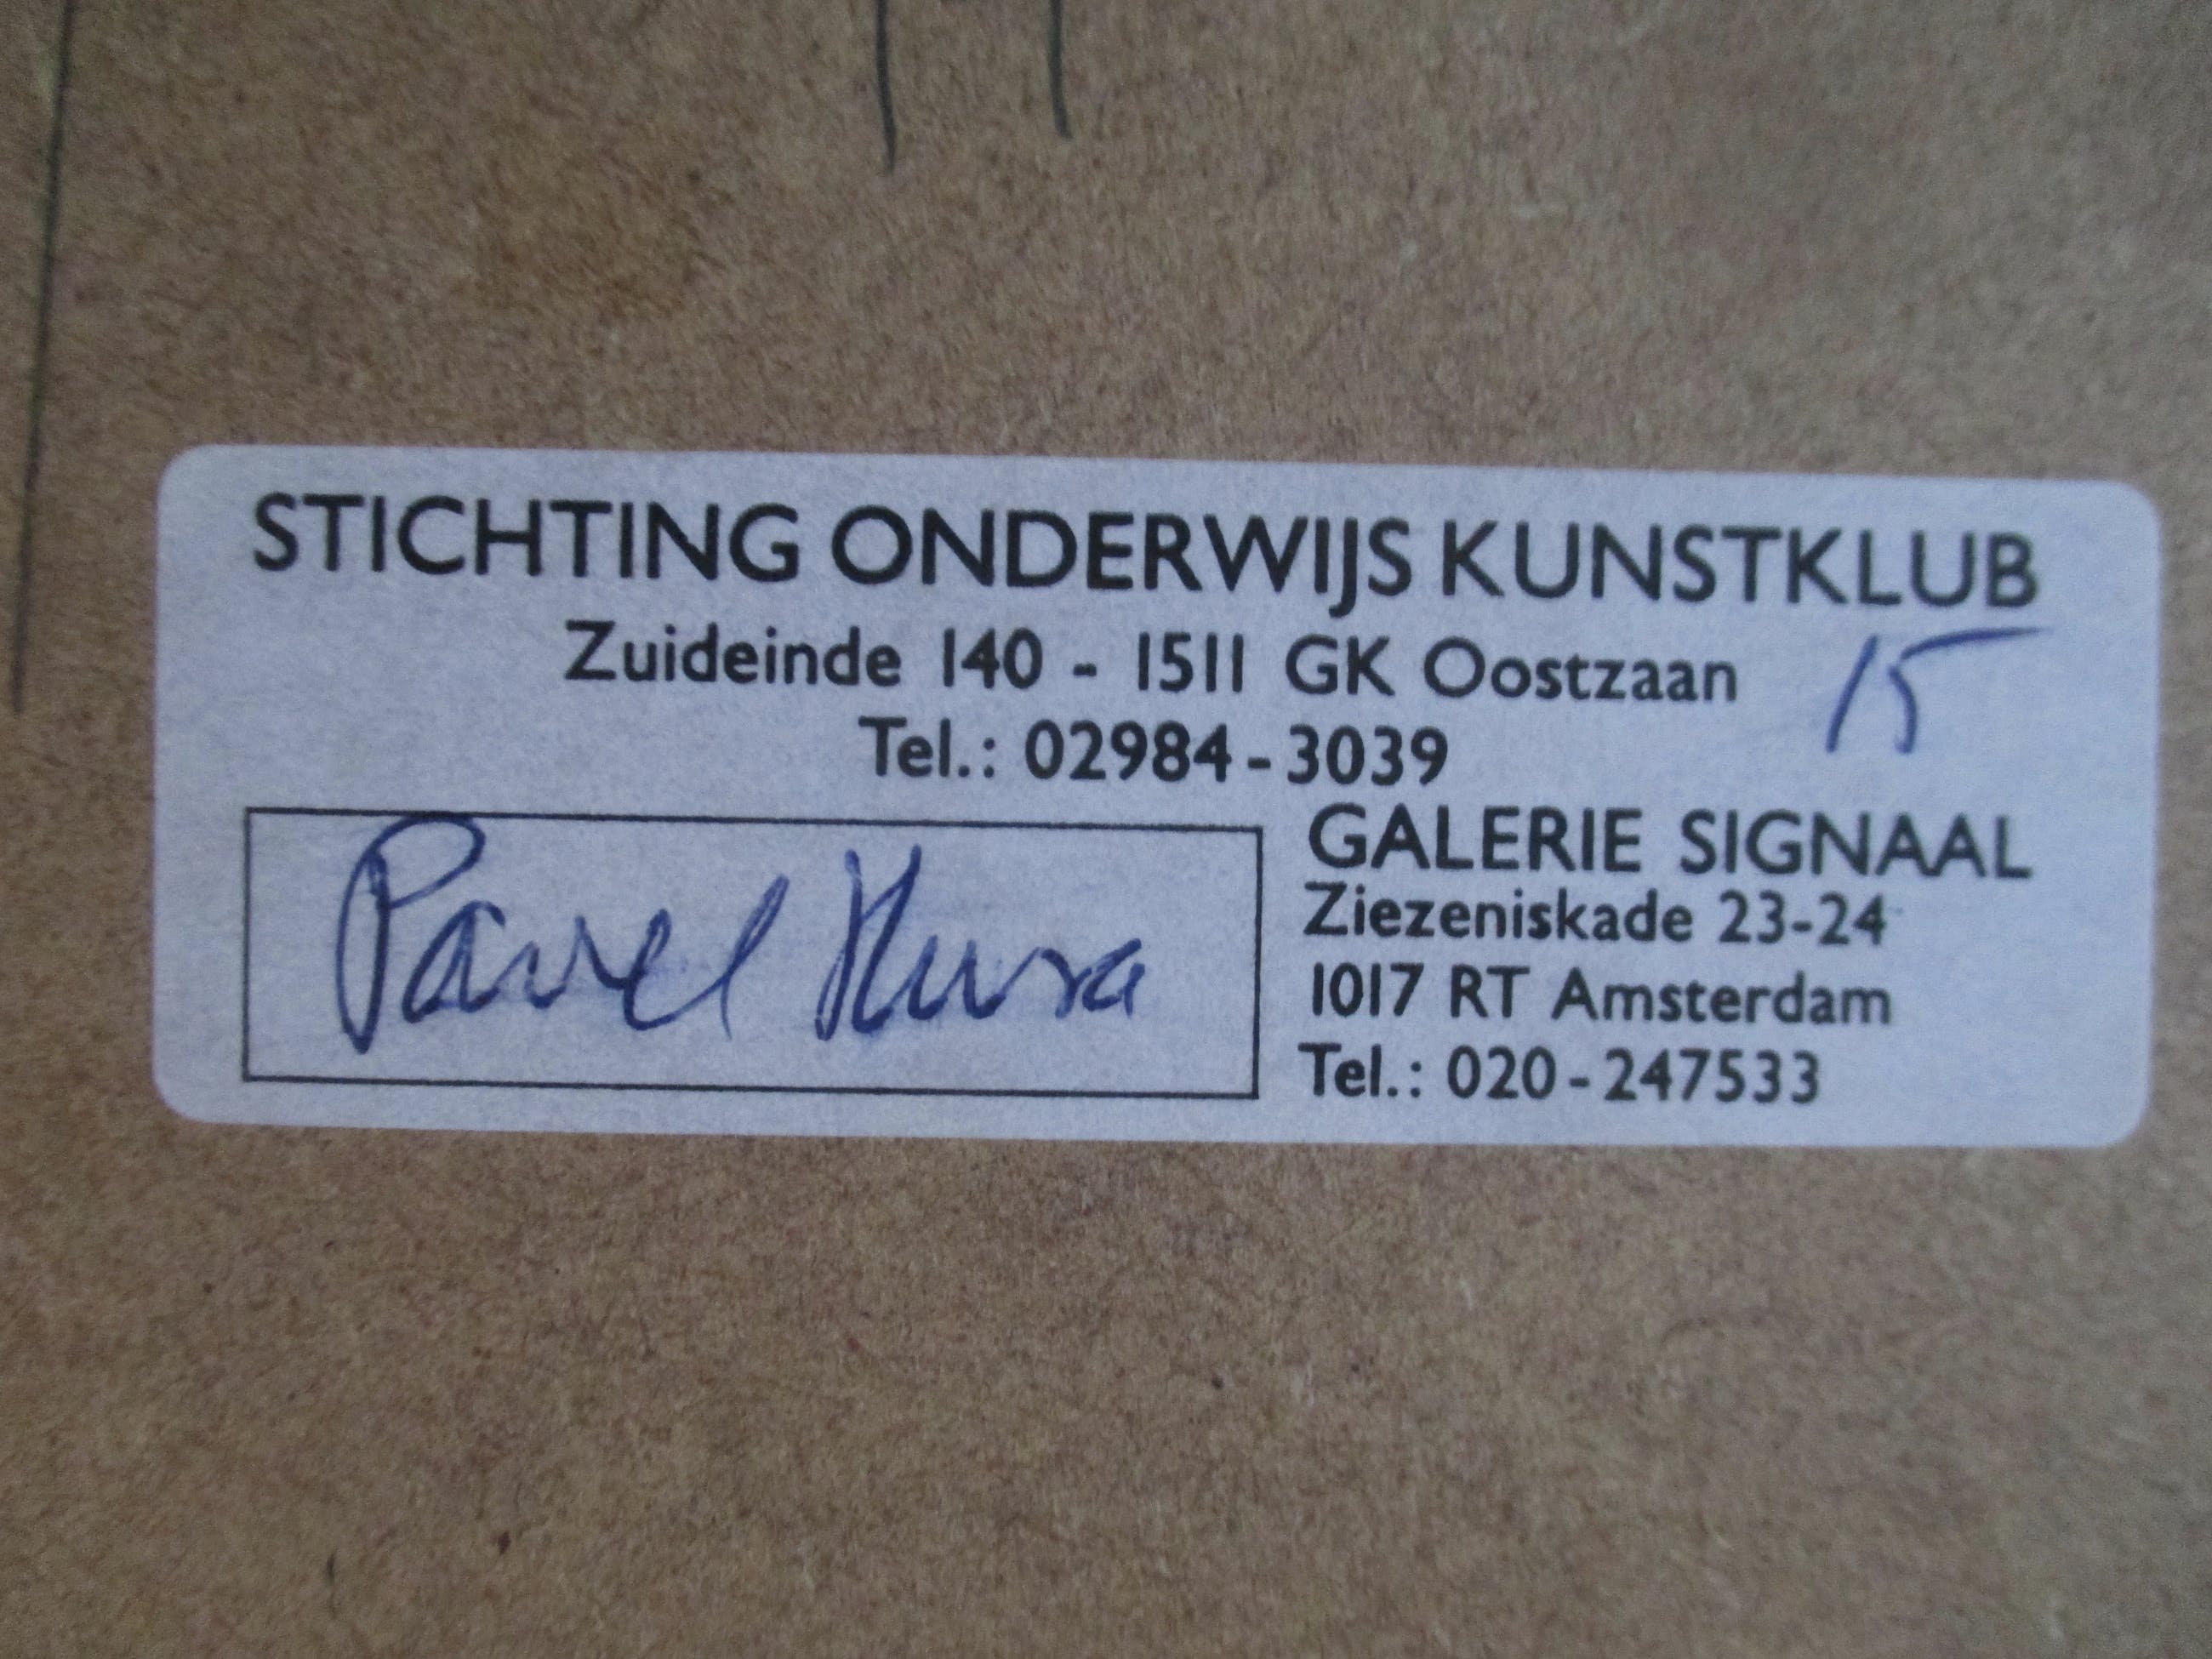 STICHTING ONDERWIJS KUNSTKLUB
Zuideinde 140 - 1511 GK Oostzaan
15
Tel.: 02984-3039
Pavel
GALERIE SIGNAAL
Ziezeniskade 23-24
1017 RT Amsterdam
Tel.: 020-247533